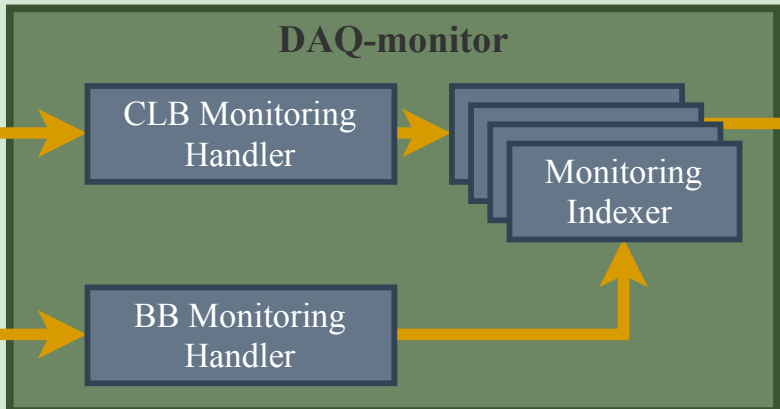 DAQ-monitor
CLB Monitoring
Handler
Monitoring
Indexer
BB Monitoring
Handler